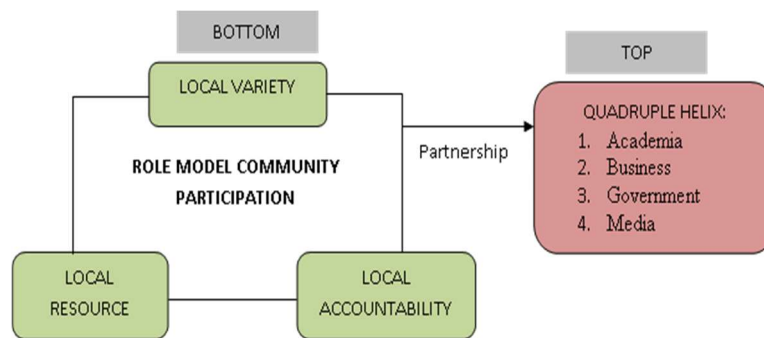 BOTTOM
LOCAL VARIETY
ROLE MODEL COMMUNITY
PARTICIPATION
LOCAL
RESOURCE
LOCAL
ACCOUNTABILITY
Partnership
TOP
QUADRUPLE HELIX:
1. Academia
2. Business
3. Government
4. Media